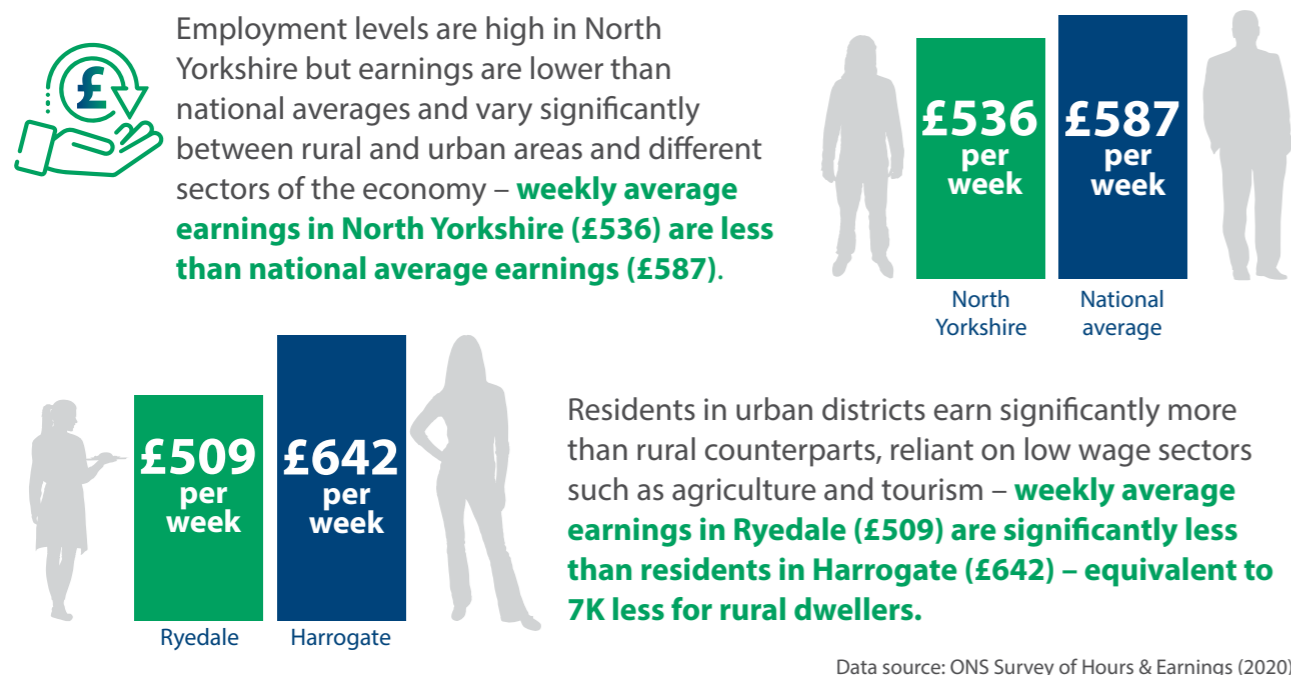 Employment levels are high in North
Yorkshire but earnings are lower than
national averages and vary significantly
between rural and urban areas and different
sectors of the economy – weekly average
earnings in North Yorkshire (£536) are less
than national average earnings (£587).
£
£536
per
week
North
Yorkshire
£587
per
week
National
average
£509
per
week
Ryedale
£642
per
week
Harrogate
Residents in urban districts earn significantly more
than rural counterparts, reliant on low wage sectors
such as agriculture and tourism – weekly average
earnings in Ryedale (£509) are significantly less
than residents in Harrogate (£642) – equivalent to
7K less for rural dwellers.
Data source: ONS Survey of Hours & Earnings (2020)